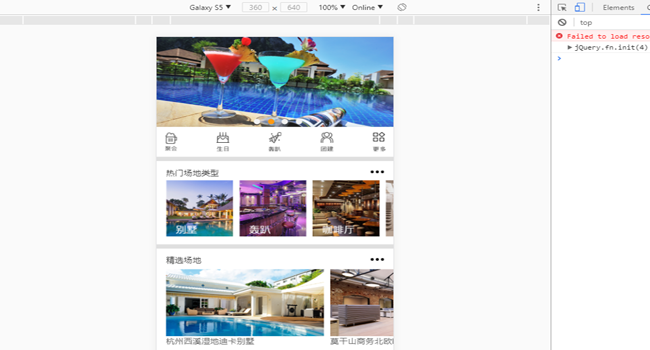 Galaxy S5 ▼ 360 × 640 100% ▼ Online ▼
Elements
top
Failed to load reso
▶ jQuery.fn.init(4)
>
聚会 生日 轰趴 团建 更多
热门场地类型
别墅 轰趴 咖啡厅
精选场地
杭州西溪湿地迪卡别墅 莫干山商务北欧